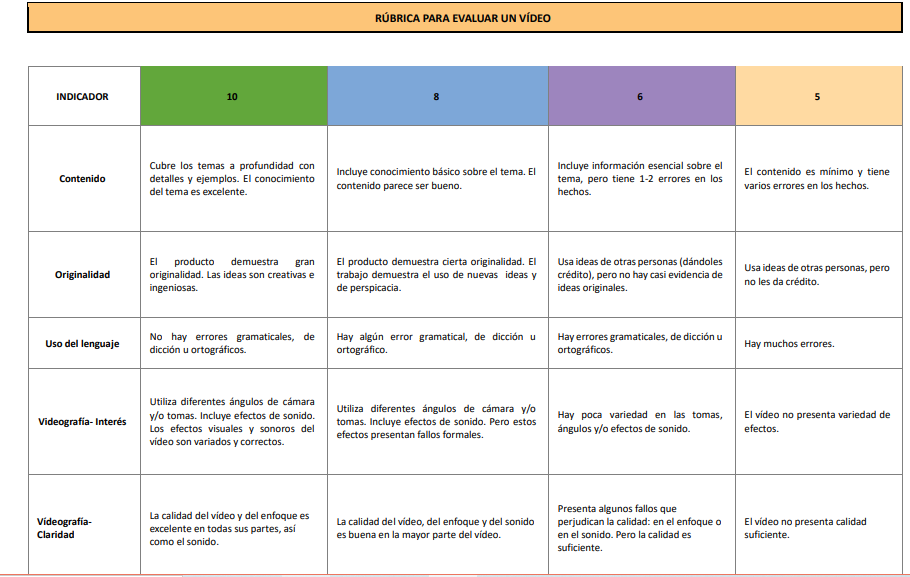 RÚBRICA PARA EVALUAR UN VÍDEO
INDICADOR
10
8
6
5
Contenido
Cubre los temas a profundidad con
detalles y ejemplos. El conocimiento
del tema es excelente.
Incluye conocimiento básico sobre el tema. El
contenido parece ser bueno.
Incluye información esencial sobre el
tema, pero tiene 1-2 errores en los
hechos.
El contenido es mínimo y tiene
varios errores en los hechos.
Originalidad
El producto demuestra gran
originalidad. Las ideas son creativas e
ingeniosas.
El producto demuestra cierta originalidad. El
trabajo demuestra el uso de nuevas ideas y
de perspicacia.
Usa ideas de otras personas (dándoles
crédito), pero no hay casi evidencia de
ideas originales.
Usa ideas de otras personas, pero
no les da crédito.
Uso del lenguaje
No hay errores gramaticales, de
dicción u ortográficos.
Hay algún error gramatical, de dicción u
ortográfico.
Hay errores gramaticales, de dicción u
ortográficos.
Hay muchos errores.
Videografía- Interés
Utiliza diferentes ángulos de cámara
y/o tomas. Incluye efectos de sonido.
Los efectos visuales y sonoros del
vídeo son variados y correctos.
Utiliza diferentes ángulos de cámara y/o
tomas. Incluye efectos de sonido. Pero estos
efectos presentan fallos formales.
Hay poca variedad en las tomas,
ángulos y/o efectos de sonido.
El vídeo no presenta variedad de
efectos.
Vídeografía-
Claridad
La calidad del vídeo y del enfoque es
excelente en todas sus partes, así
como el sonido.
La calidad del vídeo, del enfoque y del sonido
es buena en la mayor parte del vídeo.
Presenta algunos fallos que
perjudican la calidad: en el enfoque o
en el sonido. Pero la calidad es
suficiente.
El vídeo no presenta calidad
suficiente.